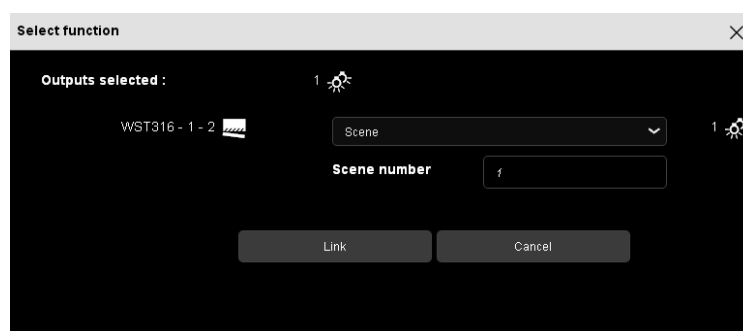 Select function
Outputs selected :
1
WST316 - 1 - 2
Scene
1
Scene number
1
Link
Cancel